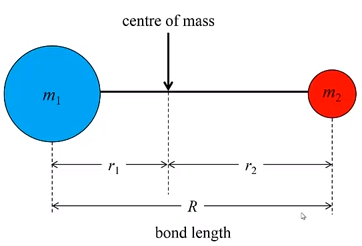 centre of mass
m₁
m₂
r₁
r₂
R
bond length